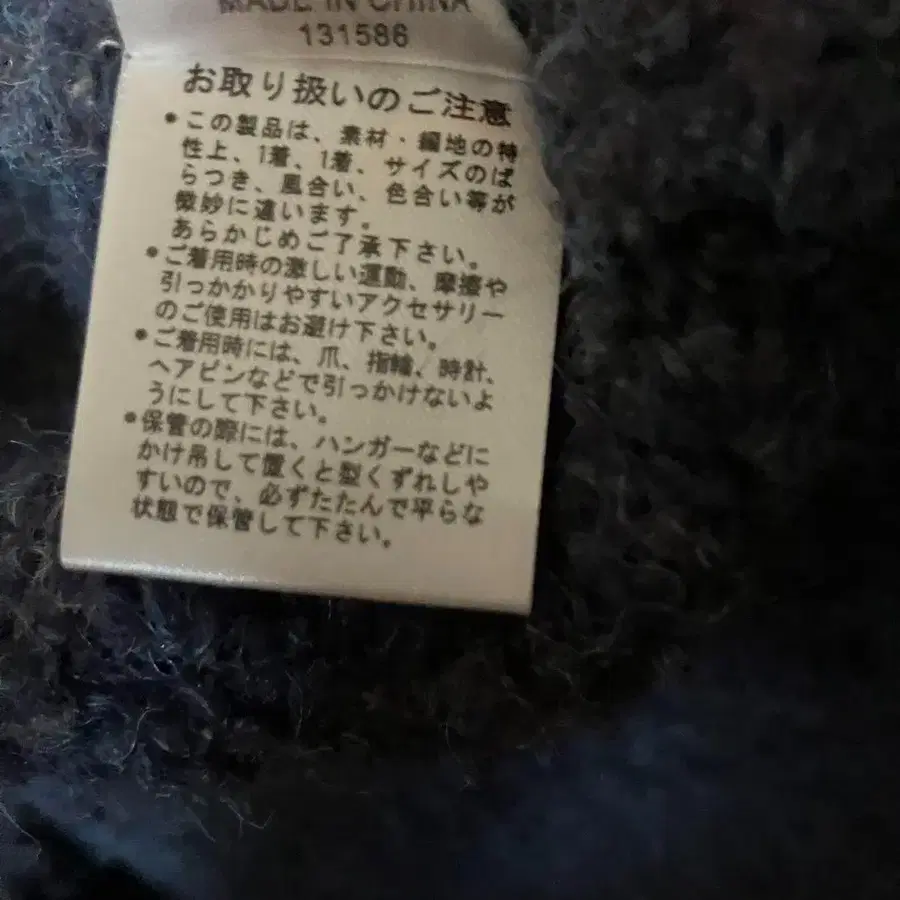 MADE IN CHINA
131586
お取り扱いのご注意
•この製品は、素材・編地の特
性上、1着、1着、サイズのば
らつき、風合い、色合い等が
微妙に違います。
あらかじめご了承下さい。
•ご着用時の激しい運動、摩擦や
引っかかりやすいアクセサリー
のご使用はお避け下さい。
•ご着用時には、爪、指輪、時計、
ヘアピンなどで引っかけないよ
うにして下さい。
•保管の際には、ハンガーなどに
かけ吊して置くと型くずれしや
すいので、必ずたたんで平らな
状態で保管して下さい。